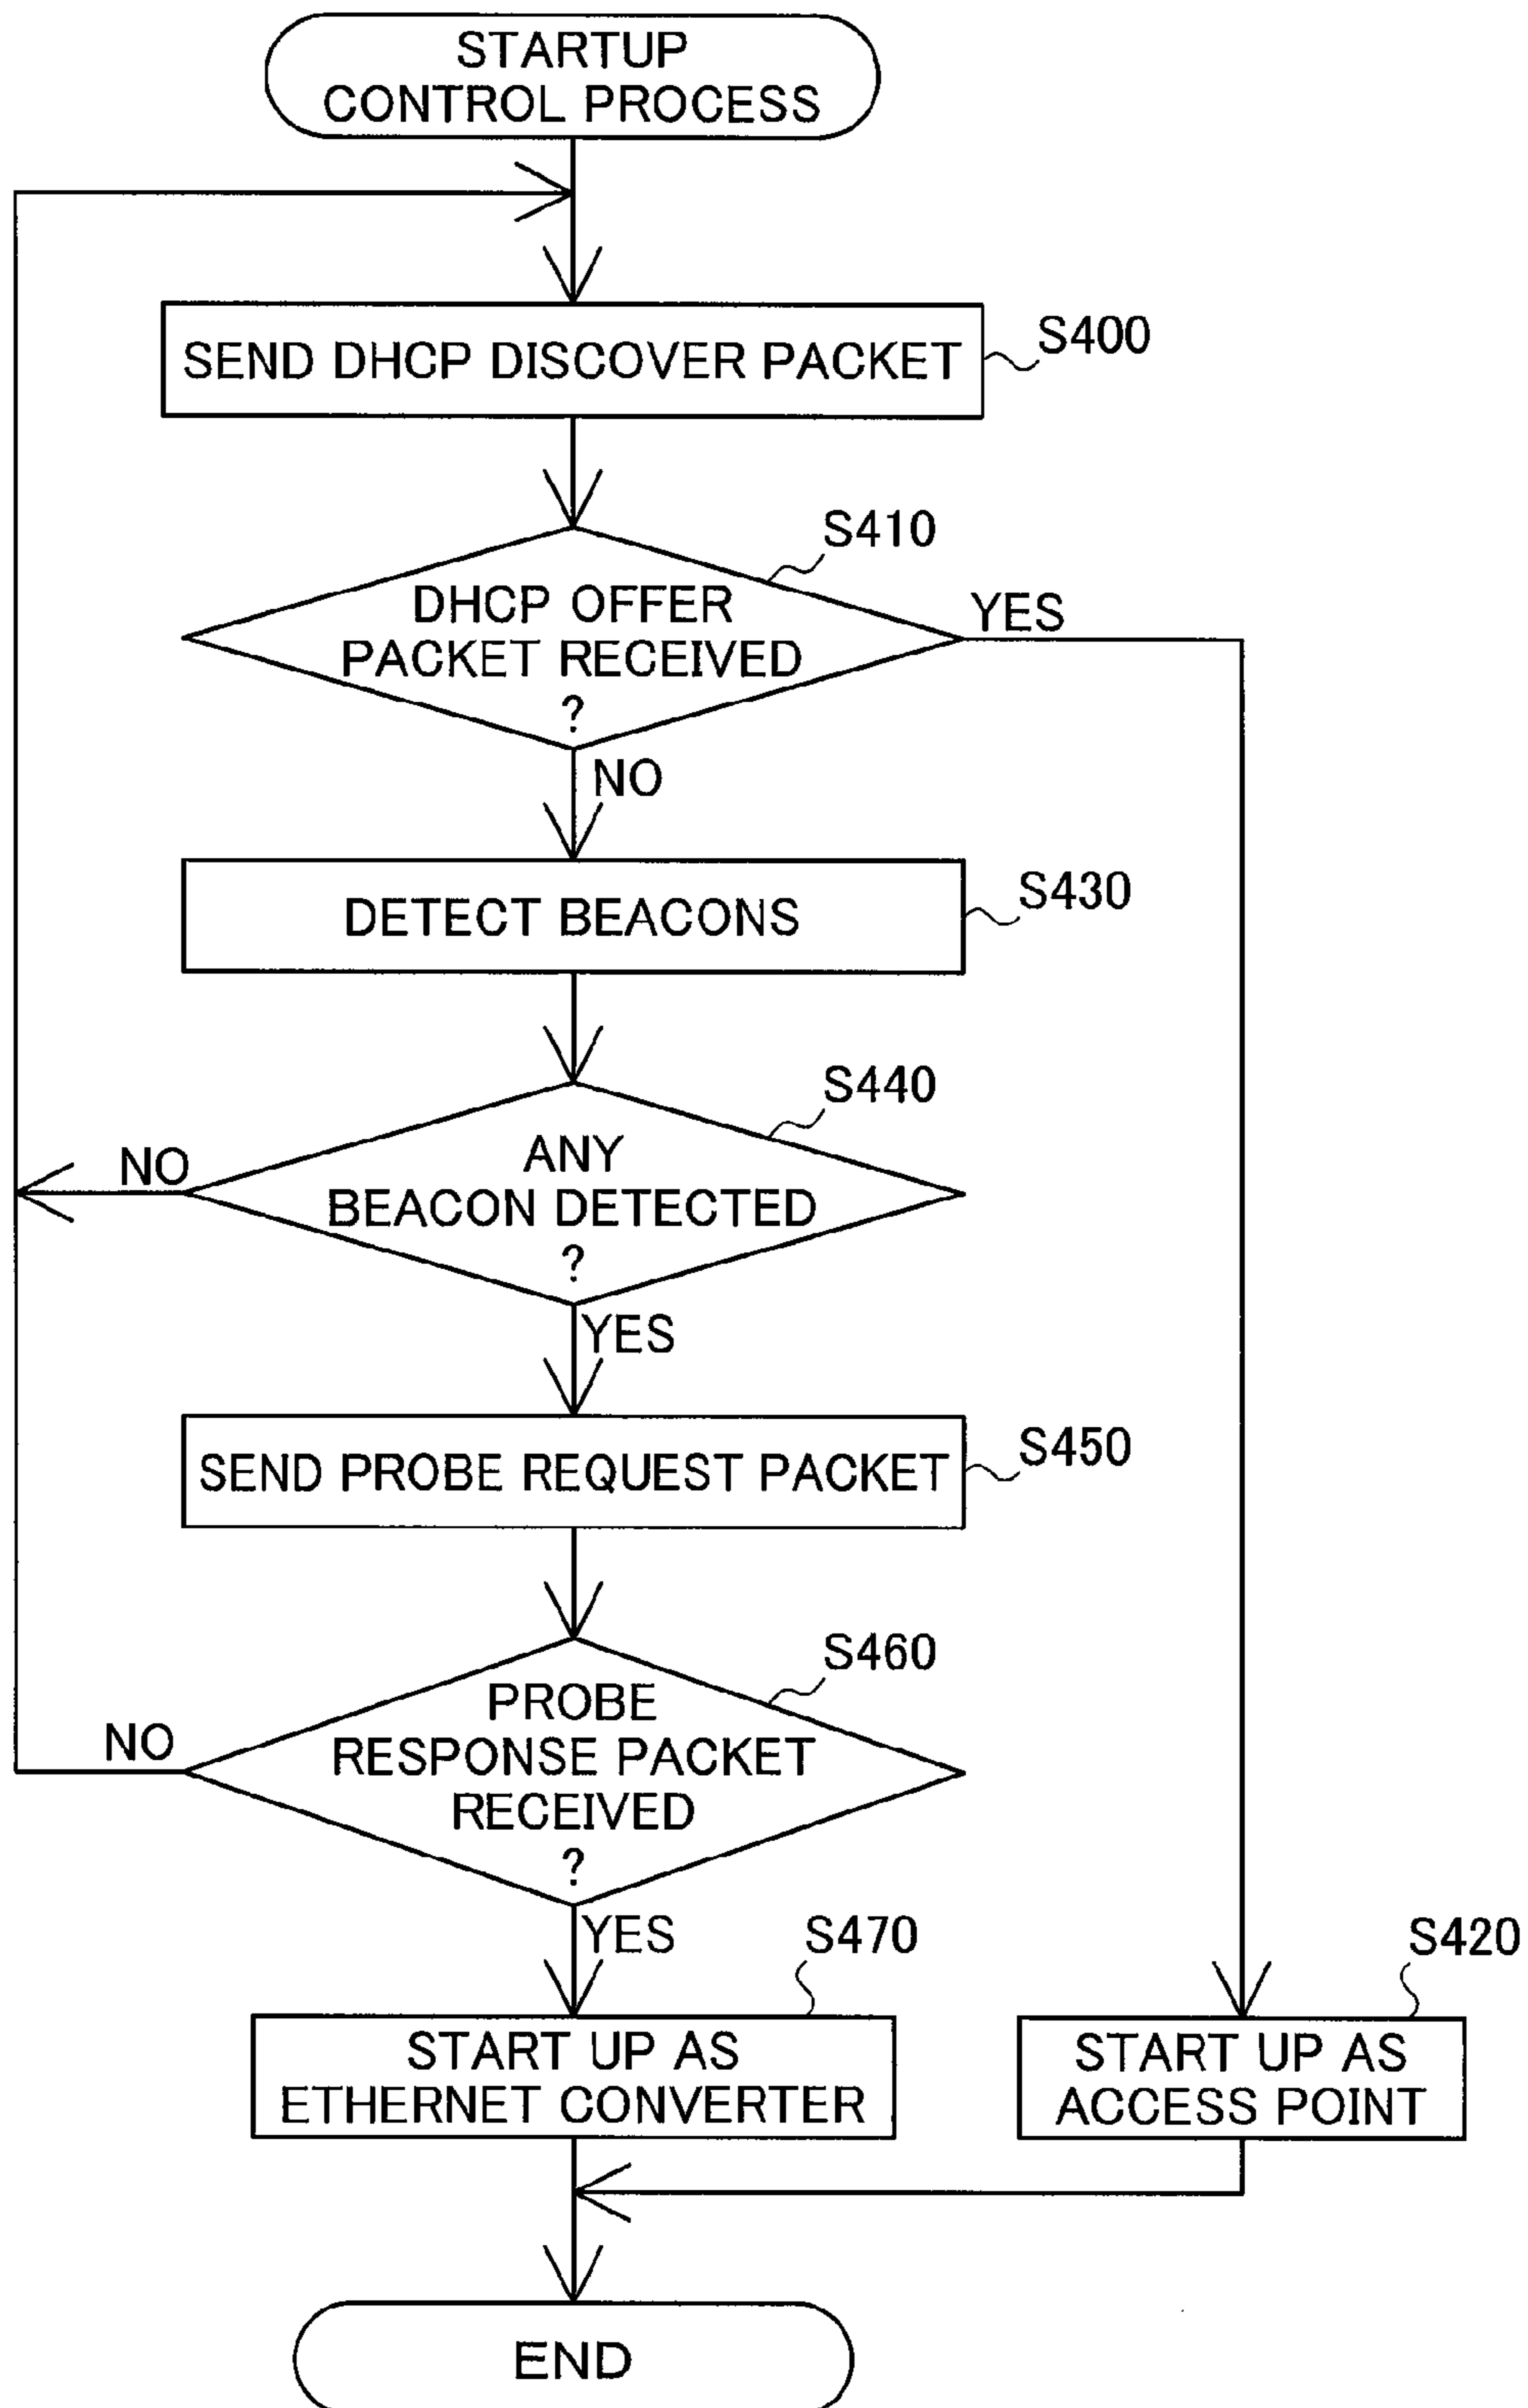 STARTUP
CONTROL PROCESS
SEND DHCP DISCOVER PACKET
S400
S410
DHCP OFFER
PACKET RECEIVED
?
YES
NO
DETECT BEACONS
S430
S440
ANY
BEACON DETECTED
?
NO
YES
SEND PROBE REQUEST PACKET
S450
S460
PROBE
RESPONSE PACKET
RECEIVED
?
NO
YES
S470
START UP AS
ETHERNET CONVERTER
S420
START UP AS
ACCESS POINT
END